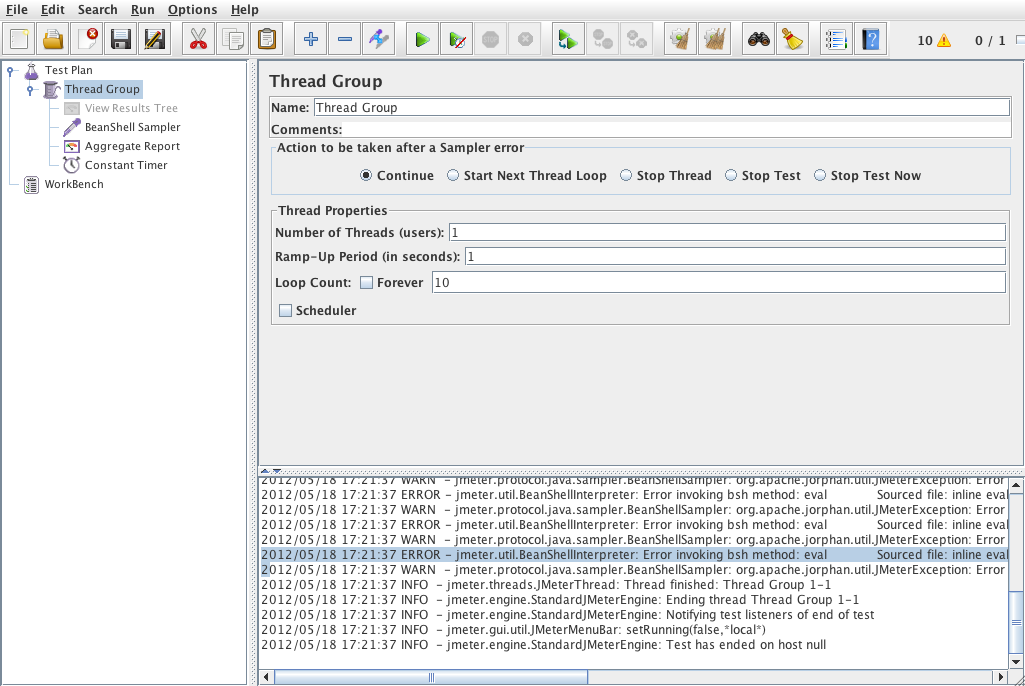 File Edit Search Run Options Help
10 0 / 1
Test Plan
Thread Group
View Results Tree
BeanShell Sampler
Aggregate Report
Constant Timer
WorkBench
Thread Group
Name: Thread Group
Comments:
Action to be taken after a Sampler error
Continue Start Next Thread Loop Stop Thread Stop Test Stop Test Now
Thread Properties
Number of Threads (users): 1
Ramp-Up Period (in seconds): 1
Loop Count: Forever 10
Scheduler
2012/05/18 17:21:37 WARN - jmeter.protocol.java.sampler.BeanShellSampler: org.apache.jorphan.util.JMeterException: Error
2012/05/18 17:21:37 ERROR - jmeter.util.BeanShellInterpreter: Error invoking bsh method: eval Sourced file: inline eval
2012/05/18 17:21:37 WARN - jmeter.protocol.java.sampler.BeanShellSampler: org.apache.jorphan.util.JMeterException: Error
2012/05/18 17:21:37 ERROR - jmeter.util.BeanShellInterpreter: Error invoking bsh method: eval Sourced file: inline eval
2012/05/18 17:21:37 WARN - jmeter.protocol.java.sampler.BeanShellSampler: org.apache.jorphan.util.JMeterException: Error
2012/05/18 17:21:37 ERROR - jmeter.util.BeanShellInterpreter: Error invoking bsh method: eval Sourced file: inline eval
2012/05/18 17:21:37 WARN - jmeter.protocol.java.sampler.BeanShellSampler: org.apache.jorphan.util.JMeterException: Error
2012/05/18 17:21:37 INFO - jmeter.threads.JMeterThread: Thread finished: Thread Group 1-1
2012/05/18 17:21:37 INFO - jmeter.engine.StandardJMeterEngine: Ending thread Thread Group 1-1
2012/05/18 17:21:37 INFO - jmeter.engine.StandardJMeterEngine: Notifying test listeners of end of test
2012/05/18 17:21:37 INFO - jmeter.gui.util.JMeterMenuBar: setRunning(false,*local*)
2012/05/18 17:21:37 INFO - jmeter.engine.StandardJMeterEngine: Test has ended on host null